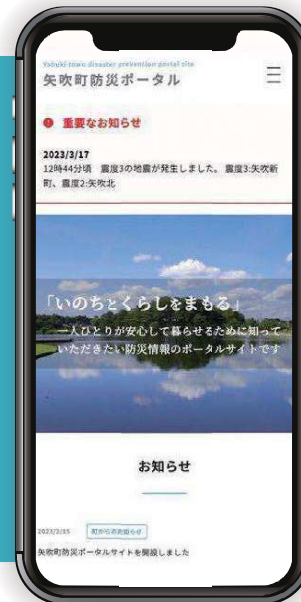 Yabuki town disaster prevention portal site
矢吹町防災ポータル
重要なお知らせ
2023/3/17
12時44分頃　震度3の地震が発生しました。 震度3:矢吹新
町、震度2:矢吹北
「いのちとくらしをまもる」
一人ひとりが安心して暮らせるために知って
いただきたい防災情報のポータルサイトです
お知らせ
2023/2/15 町からのお知らせ
矢吹町防災ポータルサイトを開設しました